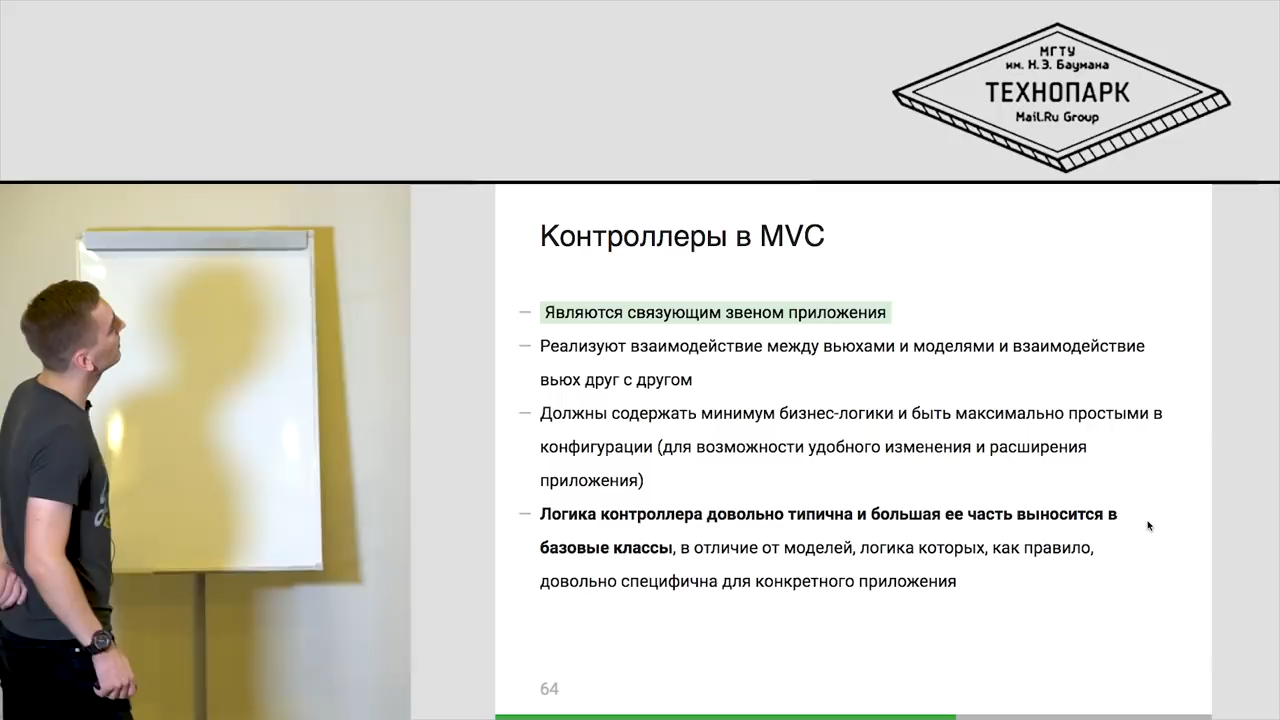 МГТУ
им. Н.Э. Баумана
ТЕХНОПАРК
Mail.Ru Group
Контроллеры в MVC
— Являются связующим звеном приложения
— Реализуют взаимодействие между вьюхами и моделями и взаимодействие
вьюх друг с другом
— Должны содержать минимум бизнес-логики и быть максимально простыми в
конфигурации (для возможности удобного изменения и расширения
приложения)
— Логика контроллера довольно типична и большая ее часть выносится в
базовые классы, в отличие от моделей, логика которых, как правило,
довольно специфична для конкретного приложения
64